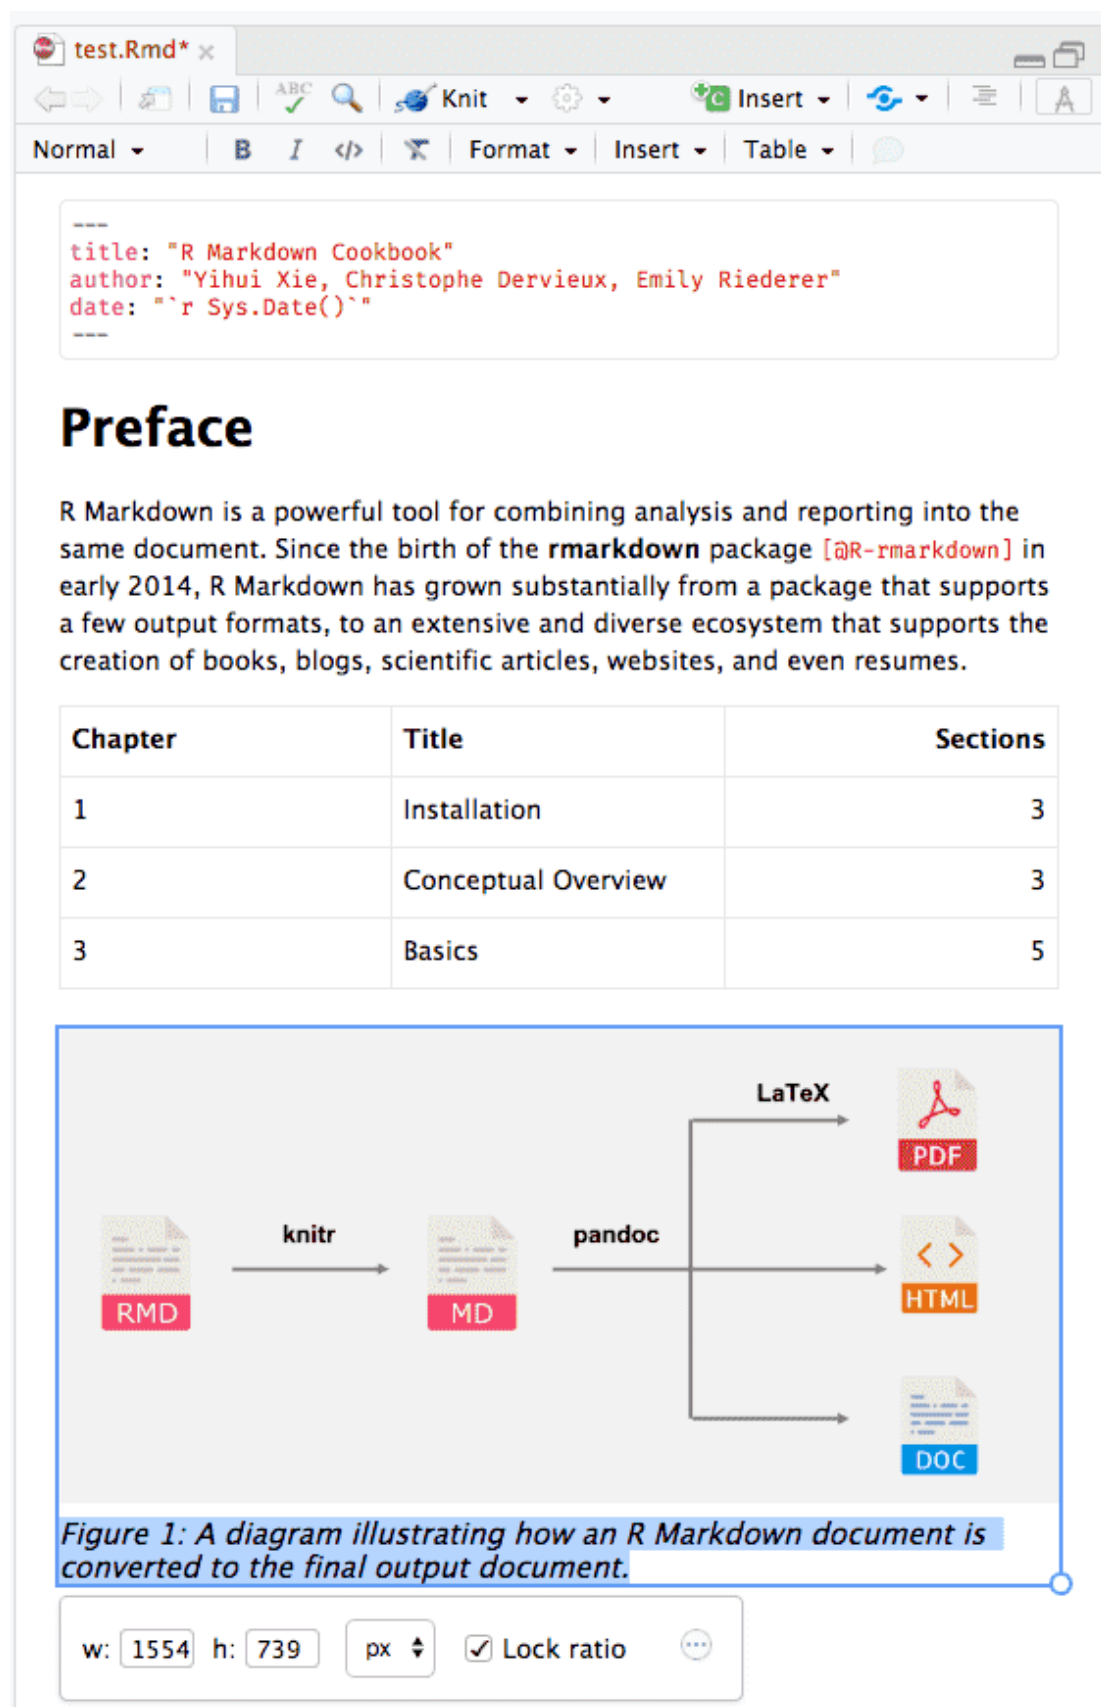 test.Rmd*
ABC Knit Insert
Normal B I </> Format Insert Table
---
title: "R Markdown Cookbook"
author: "Yihui Xie, Christophe Dervieux, Emily Riederer"
date: "`r Sys.Date()`"
---
Preface
R Markdown is a powerful tool for combining analysis and reporting into the
same document. Since the birth of the rmarkdown package [@R-rmarkdown] in
early 2014, R Markdown has grown substantially from a package that supports
a few output formats, to an extensive and diverse ecosystem that supports the
creation of books, blogs, scientific articles, websites, and even resumes.
Chapter Title Sections
1 Installation 3
2 Conceptual Overview 3
3 Basics 5
LaTeX
PDF
knitr pandoc
RMD MD HTML
DOC
Figure 1: A diagram illustrating how an R Markdown document is
converted to the final output document.
w: 1554 h: 739 px Lock ratio